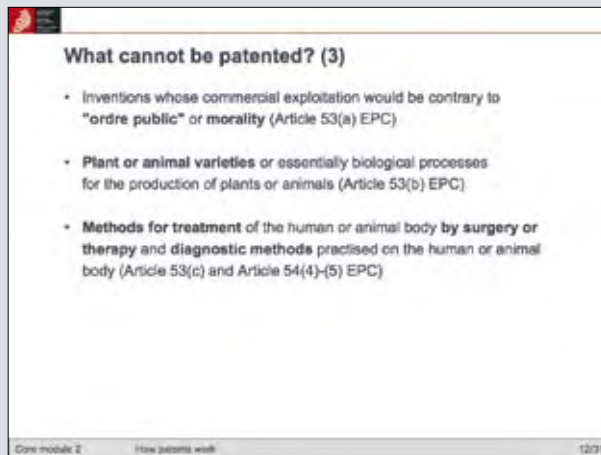 What cannot be patented? (3)
• Inventions whose commercial exploitation would be contrary to
"ordre public" or morality (Article 53(a) EPC)
• Plant or animal varieties or essentially biological processes
for the production of plants or animals (Article 53(b) EPC)
• Methods for treatment of the human or animal body by surgery or
therapy and diagnostic methods practised on the human or animal
body (Article 53(c) and Article 54(4)-(5) EPC)
Core module 2 How patents work